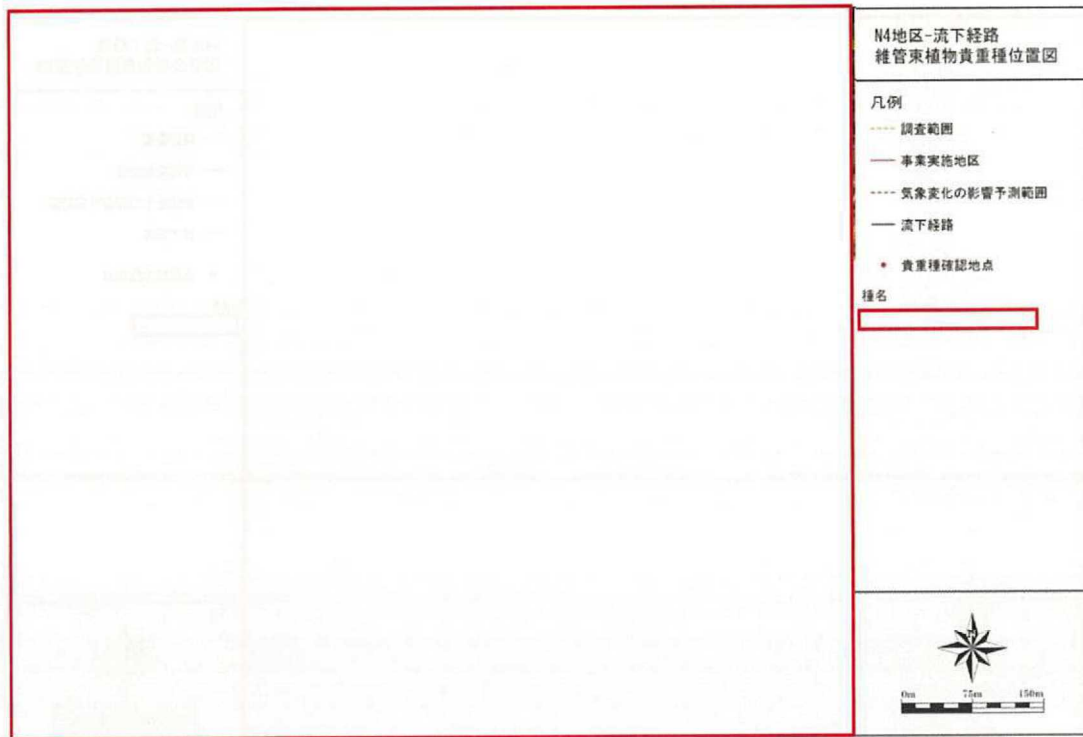 N4地区-流下経路
維管束植物貴重種位置図
凡例
調査範囲
事業実施地区
気象変化の影響予測範囲
流下経路
貴重種確認地点
種名
0m 75m 150m